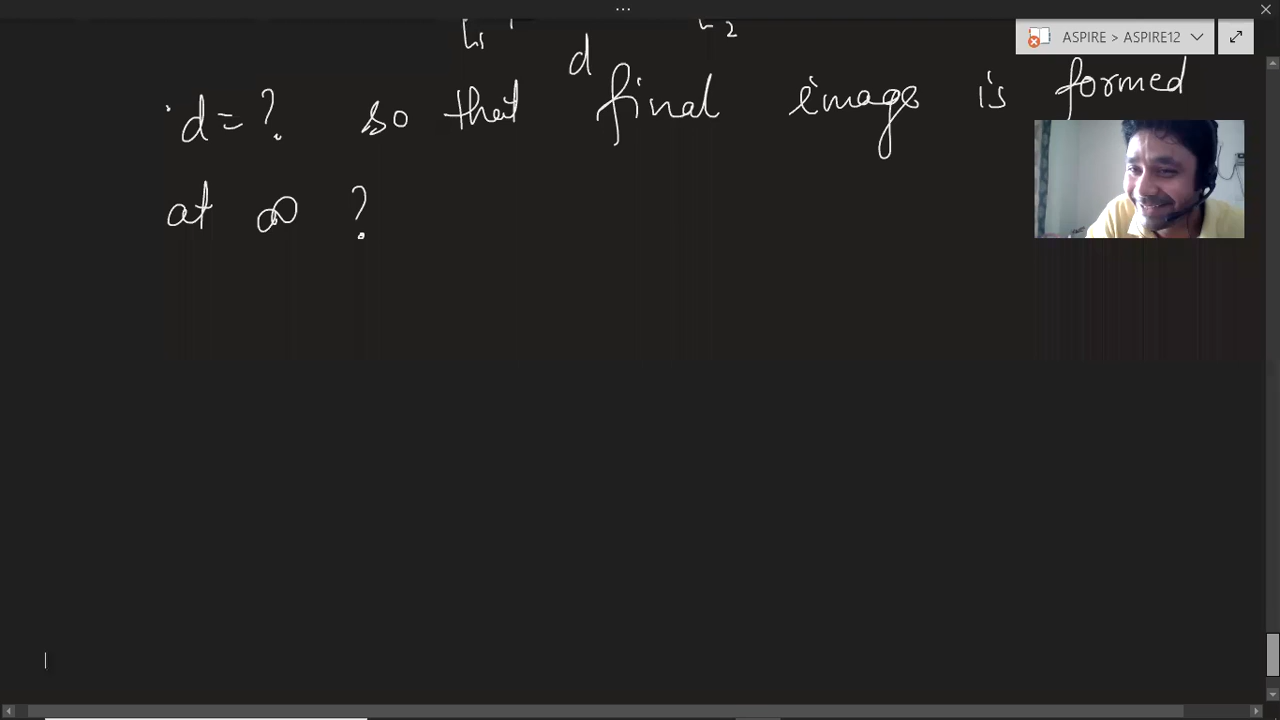 ASPIRE > ASPIRE12
d
d = ? so that final image is formed
at ∞ ?